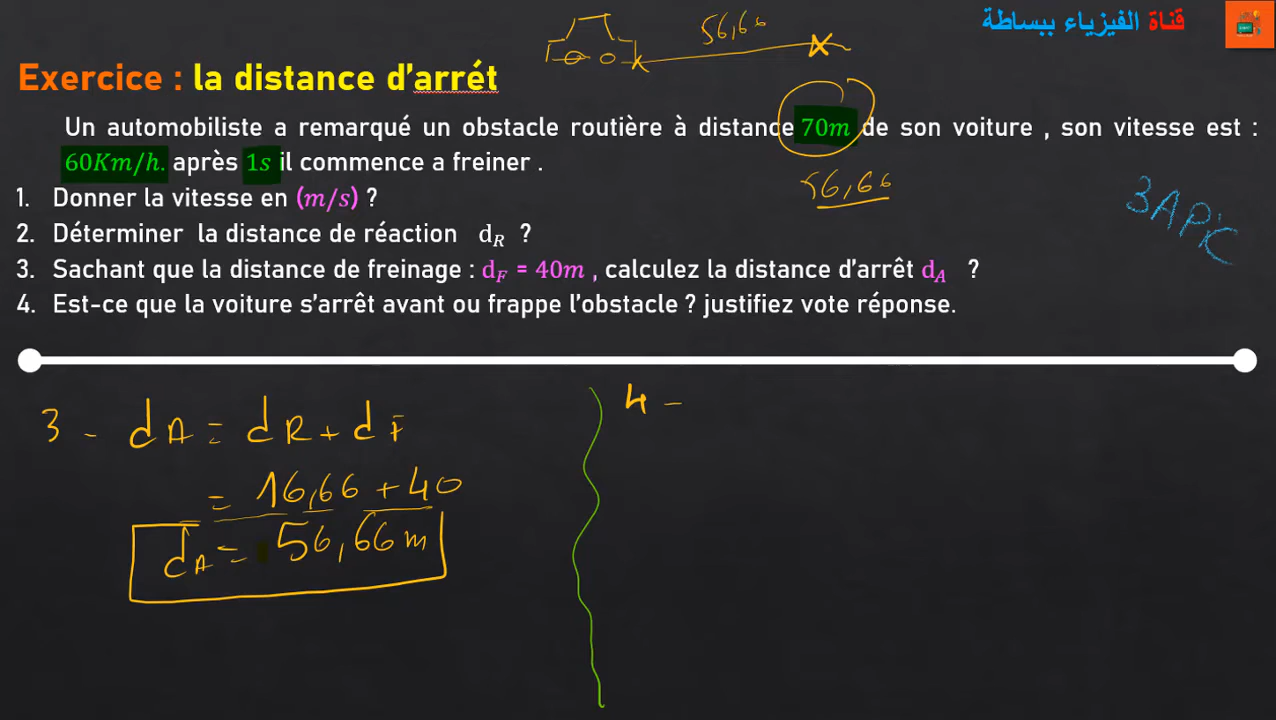 قناة الفيزياء ببساطة
56,66
Exercice : la distance d'arrét
Un automobiliste a remarqué un obstacle routière à distance 70m de son voiture , son vitesse est :
60Km/h. après 1s il commence a freiner .
56,66
1. Donner la vitesse en (m/s) ?
2. Déterminer la distance de réaction dR ?
3. Sachant que la distance de freinage : dF = 40m , calculez la distance d'arrêt dA ?
4. Est-ce que la voiture s'arrêt avant ou frappe l'obstacle ? justifiez vote réponse.
3APiC
3 - dA = dR + dF
= 16,66 + 40
dA = 56,66 m
4 -